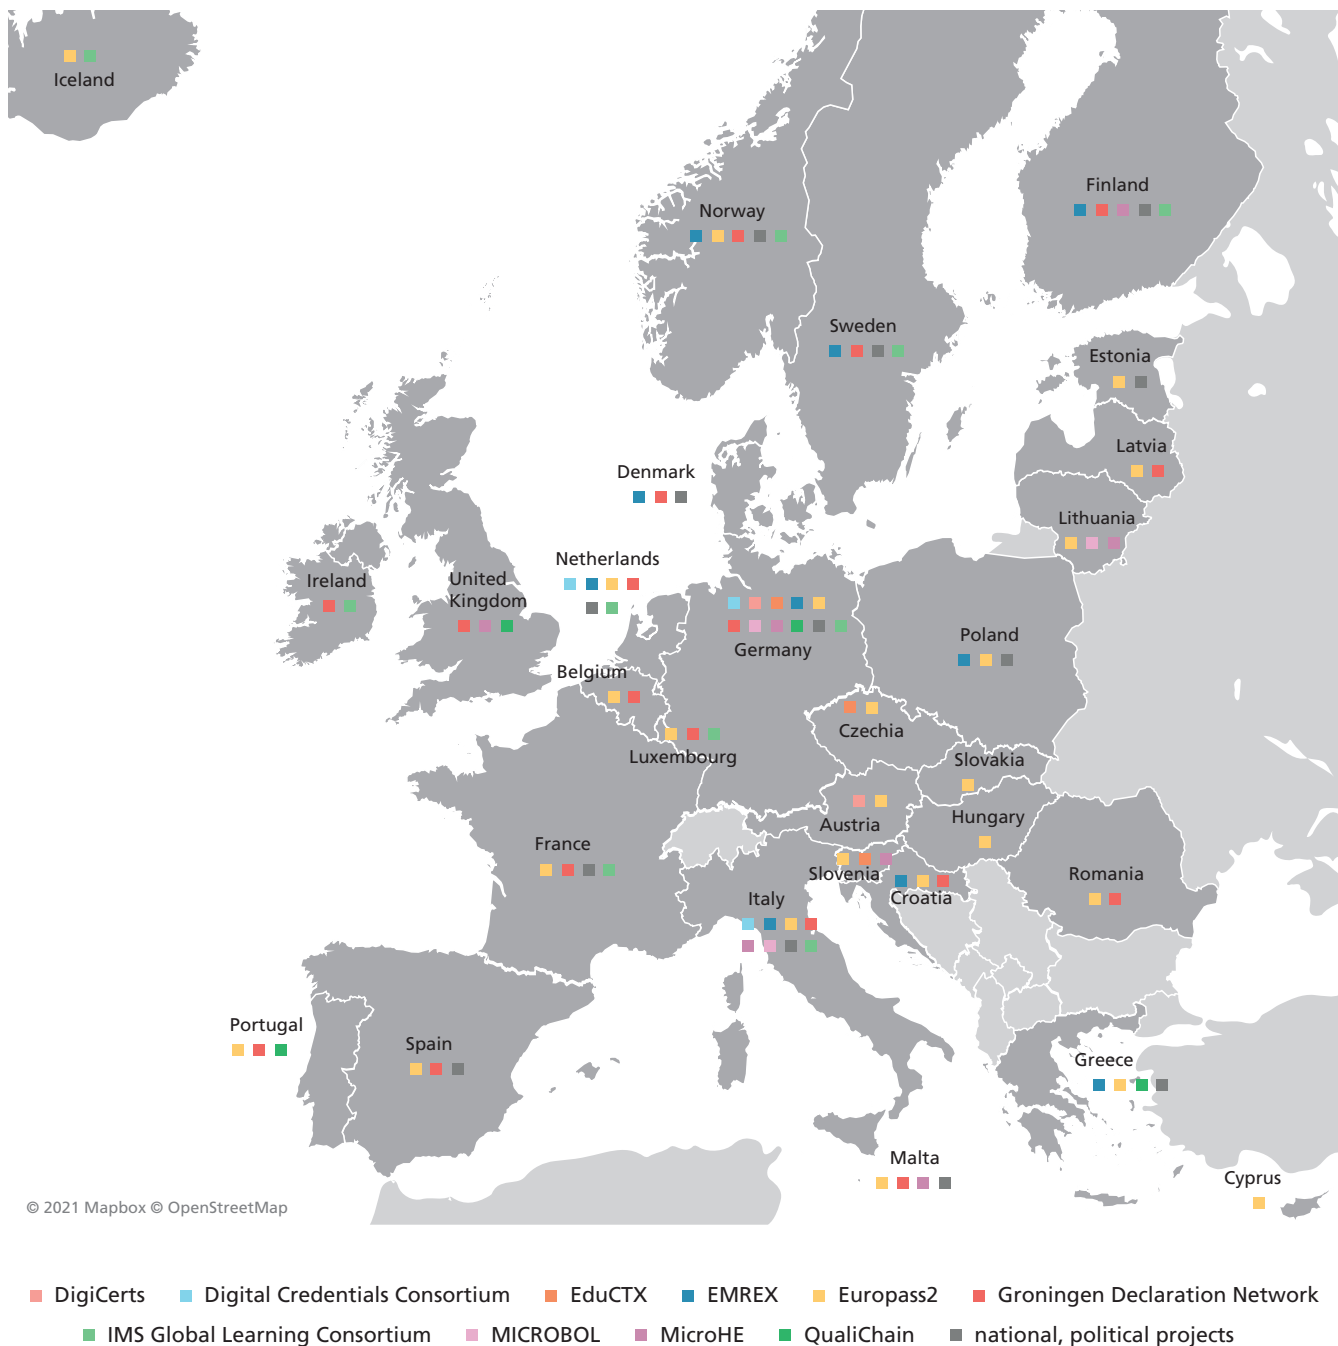 Iceland
Finland
Norway
Sweden
Estonia
Latvia
Denmark
Lithuania
Netherlands
Ireland
United
Kingdom
Poland
Germany
Belgium
Czechia
Luxembourg
Slovakia
Hungary
Austria
France
Slovenia
Romania
Croatia
Italy
Portugal
Spain
Greece
Malta
Cyprus
© 2021 Mapbox © OpenStreetMap
DigiCerts Digital Credentials Consortium EduCTX EMREX Europass2 Groningen Declaration Network
IMS Global Learning Consortium MICROBOL MicroHE QualiChain national, political projects